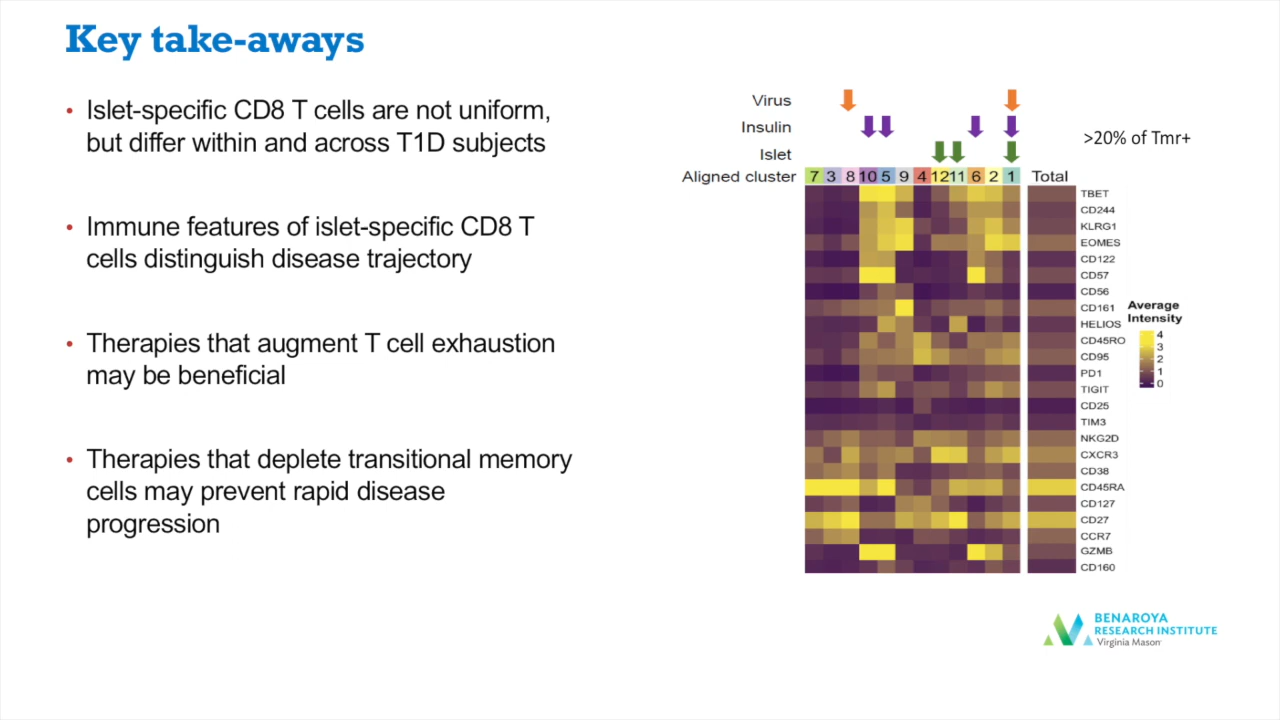 Key take-aways
• Islet-specific CD8 T cells are not uniform,
but differ within and across T1D subjects
• Immune features of islet-specific CD8 T
cells distinguish disease trajectory
• Therapies that augment T cell exhaustion
may be beneficial
• Therapies that deplete transitional memory
cells may prevent rapid disease
progression
Virus
Insulin
>20% of Tmr+
Islet
Aligned cluster 7 3 8 10 5 9 4 12 11 6 2 1 Total
TBET
CD244
KLRG1
EOMES
CD122
CD57
CD56
CD161
HELIOS
CD45RO
CD95
PD1
TIGIT
CD25
TIM3
NKG2D
CXCR3
CD38
CD45RA
CD127
CD27
CCR7
GZMB
CD160
Average
Intensity
4
3
2
1
0
BENAROYA
RESEARCH INSTITUTE
Virginia Mason